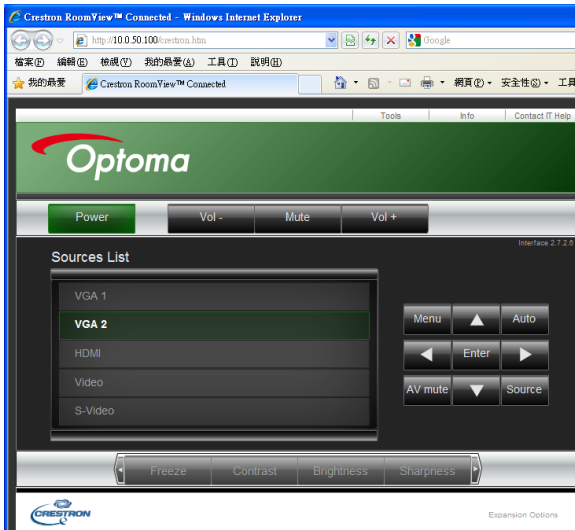 Crestron RoomView™ Connected - Windows Internet Explorer
http://10.0.50.100/crestron.htm
Google
檔案(F) 編輯(E) 檢視(V) 我的最愛(A) 工具(T) 說明(H)
我的最愛 Crestron RoomView™ Connected 網頁(P) 安全性(S) 工具
Tools Info Contact IT Help
Optoma
Power Vol - Mute Vol +
Interface 2.7.2.6
Sources List
VGA 1
VGA 2
HDMI
Video
S-Video
Menu Auto
Enter
AV mute Source
Freeze Contrast Brightness Sharpness
CRESTRON
Expansion Options